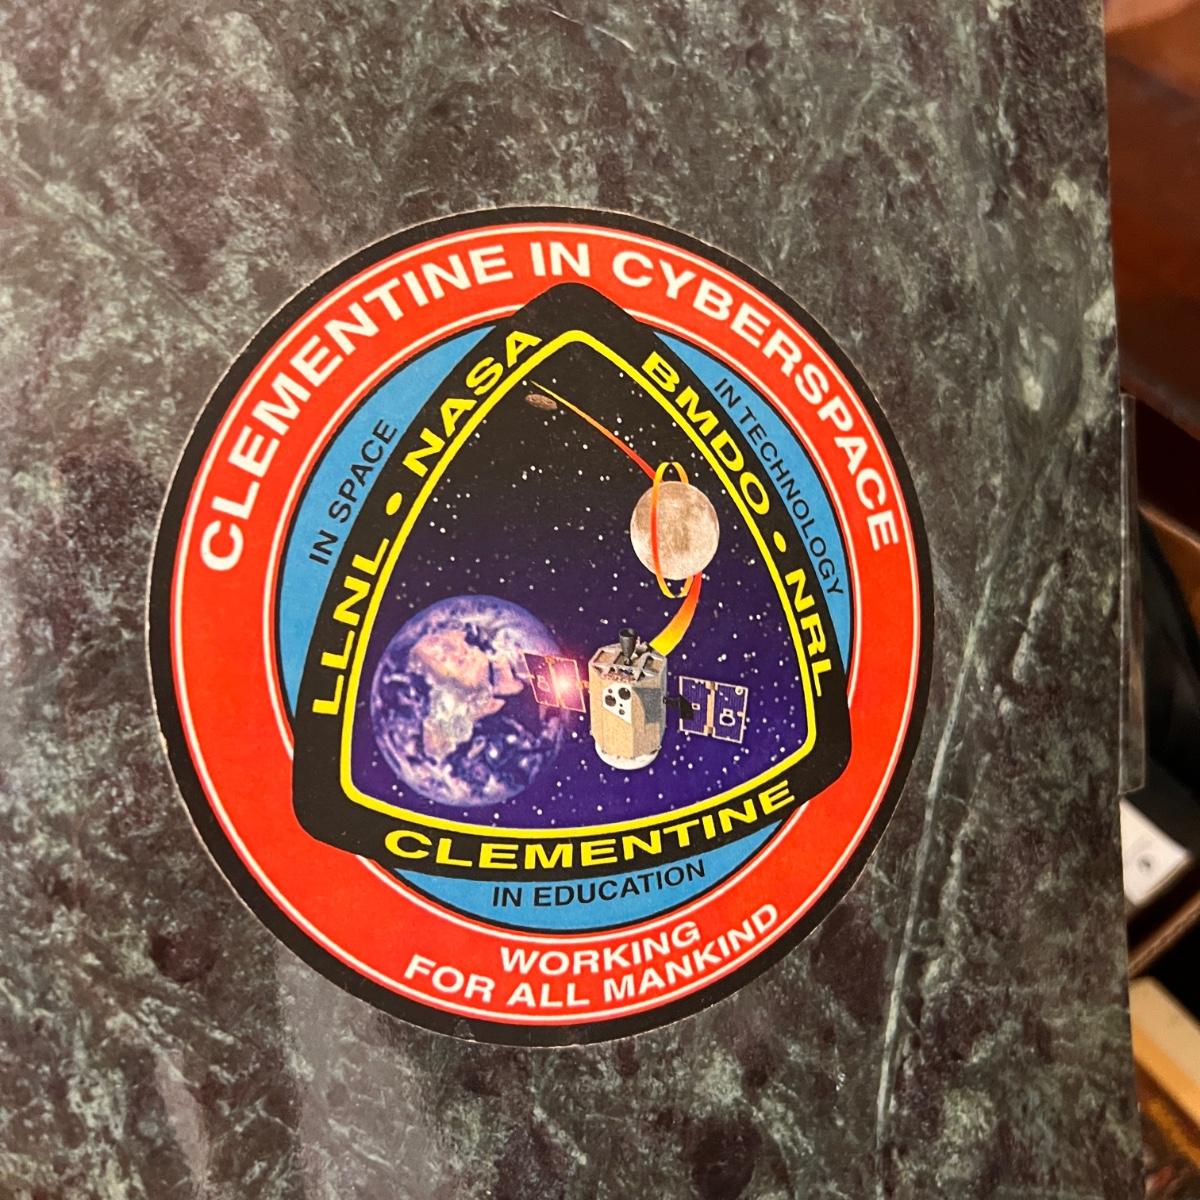 CLEMENTINE IN CYBERSPACE
IN SPACE
IN TECHNOLOGY
LLNL • NASA
BMDO • NRL
CLEMENTINE
IN EDUCATION
WORKING
FOR ALL MANKIND